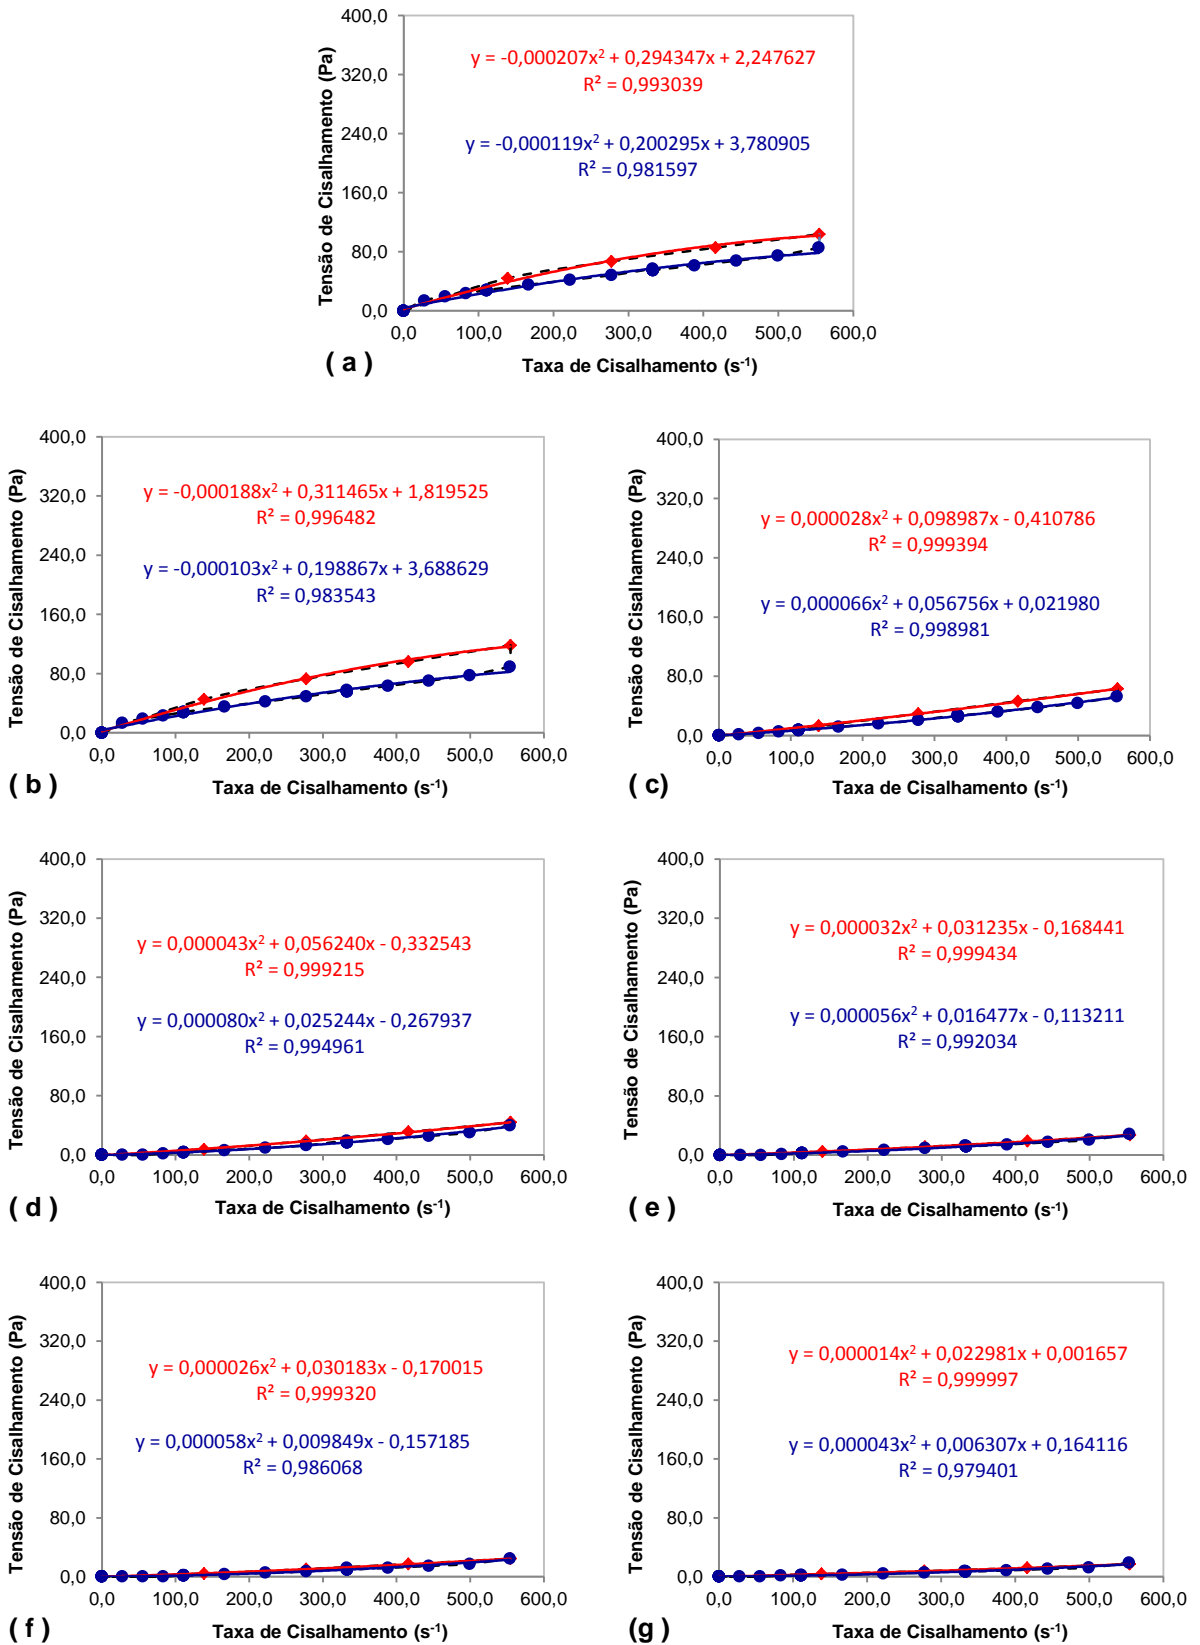 400,0
320,0
240,0
160,0
80,0
0,0
Tensão de Cisalhamento (Pa)
y = -0,000207x² + 0,294347x + 2,247627
R² = 0,993039
y = -0,000119x² + 0,200295x + 3,780905
R² = 0,981597
0,0 100,0 200,0 300,0 400,0 500,0 600,0
Taxa de Cisalhamento (s⁻¹)
( a )
400,0
320,0
240,0
160,0
80,0
0,0
Tensão de Cisalhamento (Pa)
y = -0,000188x² + 0,311465x + 1,819525
R² = 0,996482
y = -0,000103x² + 0,198867x + 3,688629
R² = 0,983543
0,0 100,0 200,0 300,0 400,0 500,0 600,0
Taxa de Cisalhamento (s⁻¹)
( b )
400,0
320,0
240,0
160,0
80,0
0,0
Tensão de Cisalhamento (Pa)
y = 0,000028x² + 0,098987x - 0,410786
R² = 0,999394
y = 0,000066x² + 0,056756x + 0,021980
R² = 0,998981
0,0 100,0 200,0 300,0 400,0 500,0 600,0
Taxa de Cisalhamento (s⁻¹)
( c)
400,0
320,0
240,0
160,0
80,0
0,0
Tensão de Cisalhamento (Pa)
y = 0,000043x² + 0,056240x - 0,332543
R² = 0,999215
y = 0,000080x² + 0,025244x - 0,267937
R² = 0,994961
0,0 100,0 200,0 300,0 400,0 500,0 600,0
Taxa de Cisalhamento (s⁻¹)
( d )
400,0
320,0
240,0
160,0
80,0
0,0
Tensão de Cisalhamento (Pa)
y = 0,000032x² + 0,031235x - 0,168441
R² = 0,999434
y = 0,000056x² + 0,016477x - 0,113211
R² = 0,992034
0,0 100,0 200,0 300,0 400,0 500,0 600,0
Taxa de Cisalhamento (s⁻¹)
( e )
400,0
320,0
240,0
160,0
80,0
0,0
Tensão de Cisalhamento (Pa)
y = 0,000026x² + 0,030183x - 0,170015
R² = 0,999320
y = 0,000058x² + 0,009849x - 0,157185
R² = 0,986068
0,0 100,0 200,0 300,0 400,0 500,0 600,0
Taxa de Cisalhamento (s⁻¹)
( f )
400,0
320,0
240,0
160,0
80,0
0,0
Tensão de Cisalhamento (Pa)
y = 0,000014x² + 0,022981x + 0,001657
R² = 0,999997
y = 0,000043x² + 0,006307x + 0,164116
R² = 0,979401
0,0 100,0 200,0 300,0 400,0 500,0 600,0
Taxa de Cisalhamento (s⁻¹)
( g)